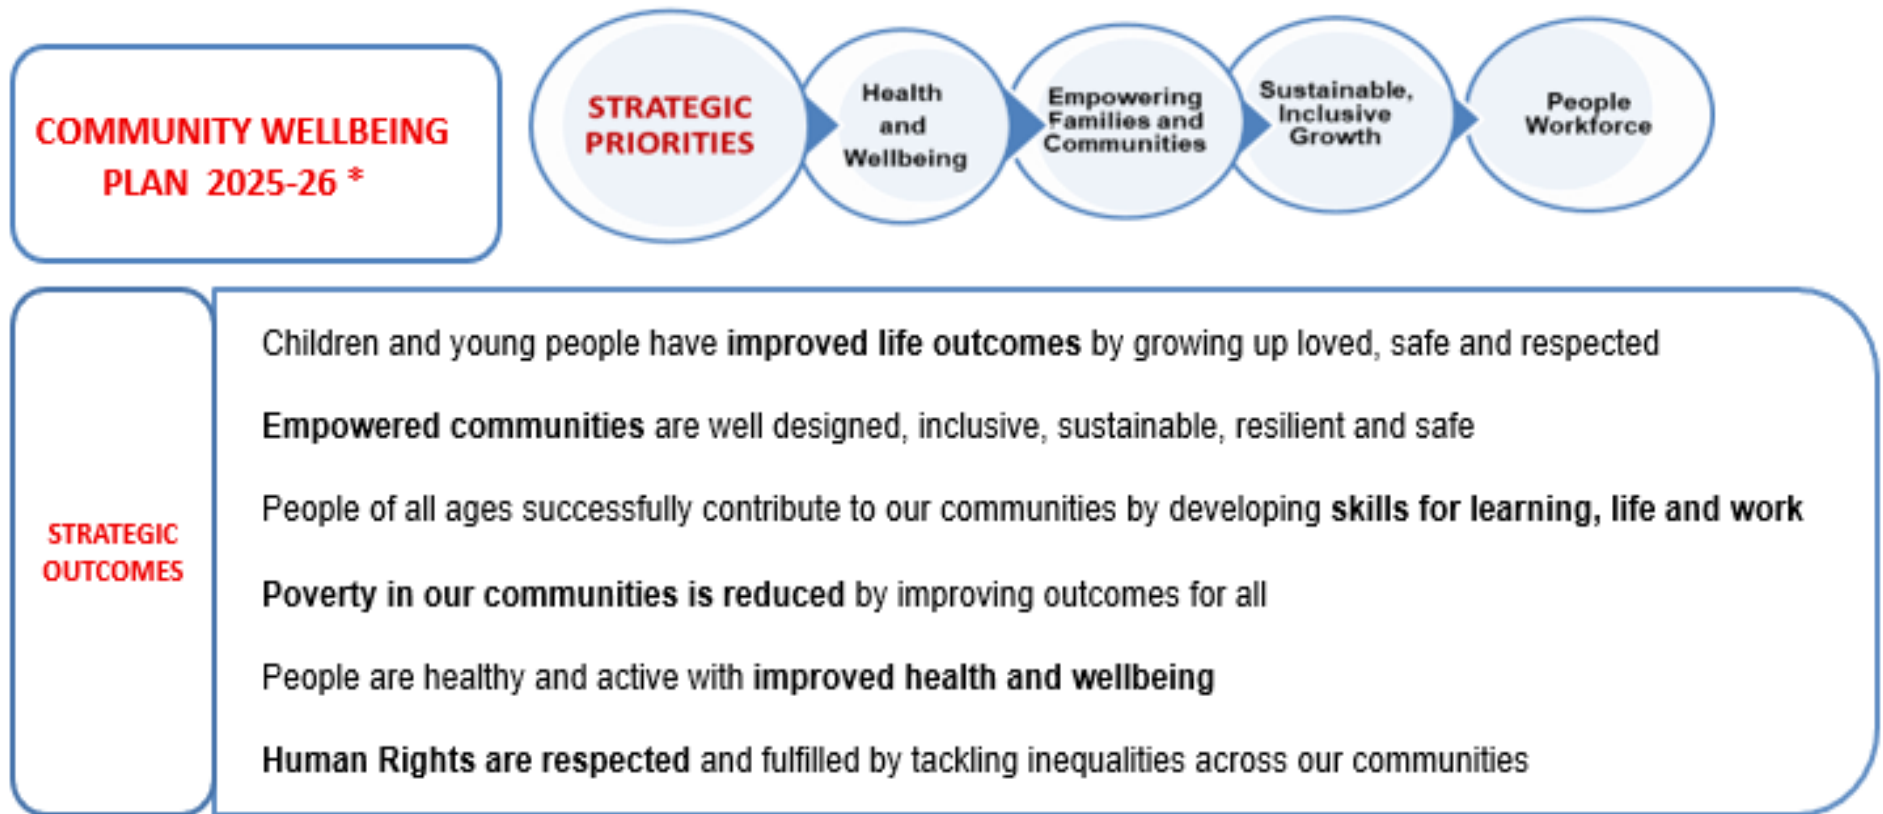 COMMUNITY WELLBEING
PLAN 2025-26 *
STRATEGIC
PRIORITIES
Health
and
Wellbeing
Empowering
Families and
Communities
Sustainable,
Inclusive
Growth
People
Workforce
STRATEGIC
OUTCOMES
Children and young people have improved life outcomes by growing up loved, safe and respected
Empowered communities are well designed, inclusive, sustainable, resilient and safe
People of all ages successfully contribute to our communities by developing skills for learning, life and work
Poverty in our communities is reduced by improving outcomes for all
People are healthy and active with improved health and wellbeing
Human Rights are respected and fulfilled by tackling inequalities across our communities